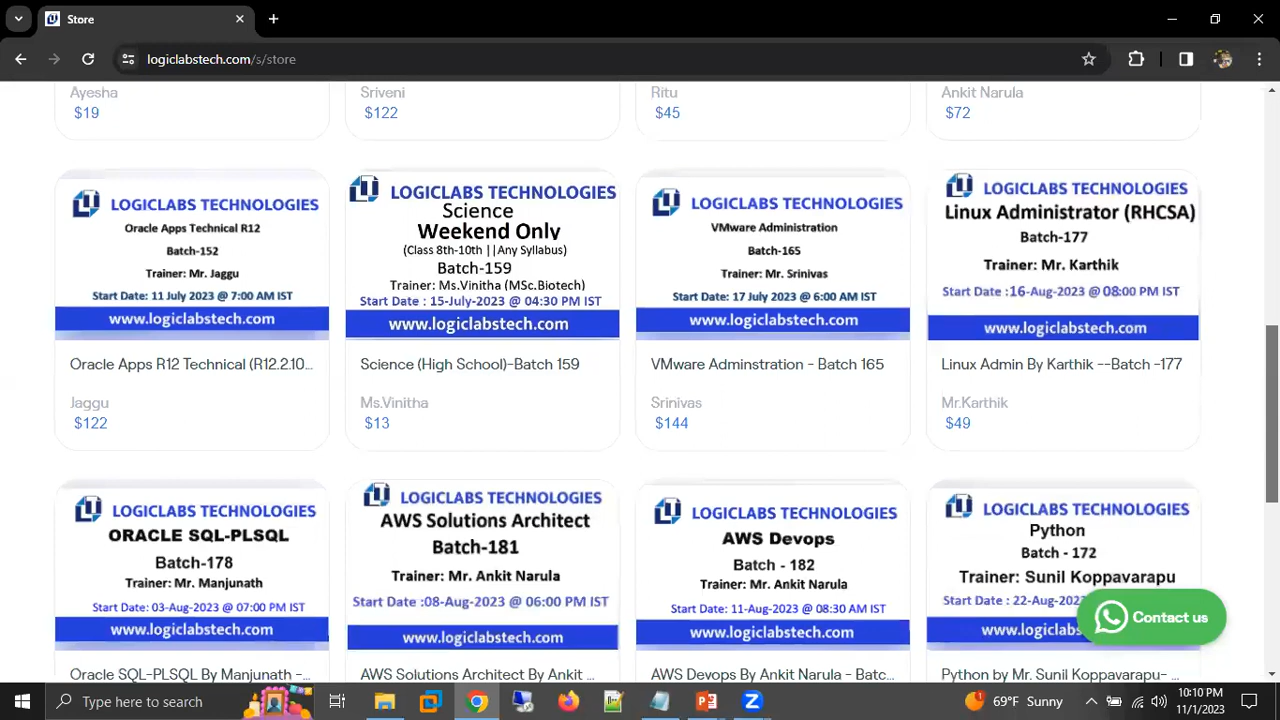 Store
logiclabstech.com/s/store
Ayesha
$19
Sriveni
$122
Ritu
$45
Ankit Narula
$72
LOGICLABS TECHNOLOGIES
Oracle Apps Technical R12
Batch-152
Trainer: Mr. Jaggu
Start Date: 11 July 2023 @ 7:00 AM IST
www.logiclabstech.com
Oracle Apps R12 Technical (R12.2.10...
Jaggu
$122
LOGICLABS TECHNOLOGIES
Science
Weekend Only
(Class 8th-10th ||Any Syllabus)
Batch-159
Trainer: Ms.Vinitha (MSc.Biotech)
Start Date : 15-July-2023 @ 04:30 PM IST
www.logiclabstech.com
Science (High School)-Batch 159
Ms.Vinitha
$13
LOGICLABS TECHNOLOGIES
VMware Administration
Batch-165
Trainer: Mr. Srinivas
Start Date: 17 July 2023 @ 6:00 AM IST
www.logiclabstech.com
VMware Adminstration - Batch 165
Srinivas
$144
LOGICLABS TECHNOLOGIES
Linux Administrator (RHCSA)
Batch-177
Trainer: Mr. Karthik
Start Date :16-Aug-2023 @ 08:00 PM IST
www.logiclabstech.com
Linux Admin By Karthik --Batch -177
Mr.Karthik
$49
LOGICLABS TECHNOLOGIES
ORACLE SQL-PLSQL
Batch-178
Trainer: Mr. Manjunath
Start Date: 03-Aug-2023 @ 07:00 PM IST
www.logiclabstech.com
Oracle SQL-PLSQL By Manjunath -...
LOGICLABS TECHNOLOGIES
AWS Solutions Architect
Batch-181
Trainer: Mr. Ankit Narula
Start Date :08-Aug-2023 @ 06:00 PM IST
www.logiclabstech.com
AWS Solutions Architect By Ankit ...
LOGICLABS TECHNOLOGIES
AWS Devops
Batch - 182
Trainer: Mr. Ankit Narula
Start Date: 11-Aug-2023 @ 08:30 AM IST
www.logiclabstech.com
AWS Devops By Ankit Narula - Batc...
LOGICLABS TECHNOLOGIES
Python
Batch - 172
Trainer: Sunil Koppavarapu
Start Date : 22-Aug-202
www.logic
Python by Mr. Sunil Koppavarapu- ...
Contact us
Type here to search
69°F Sunny
10:10 PM
11/1/2023